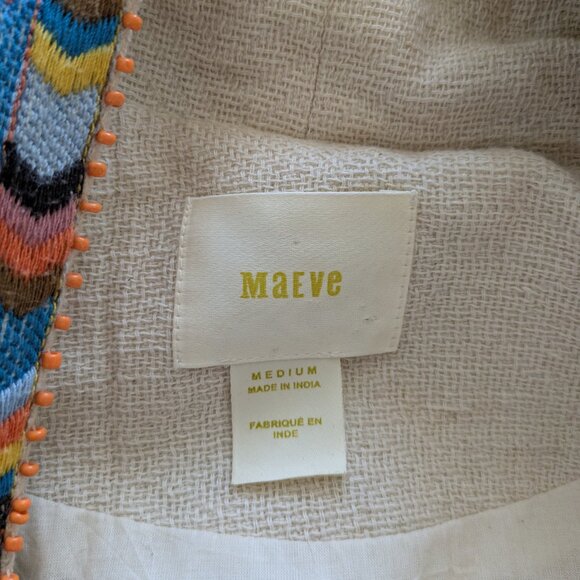 MaEVe
MEDIUM
MADE IN INDIA
FABRIQUÉ EN
INDE